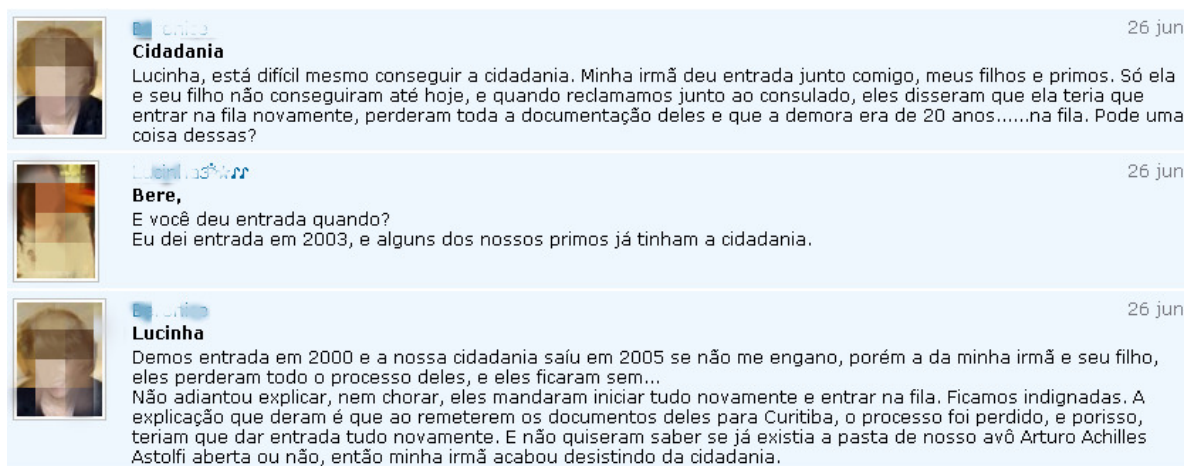 26 jun
Cidadania
Lucinha, está difícil mesmo conseguir a cidadania. Minha irmã deu entrada junto comigo, meus filhos e primos. Só ela
e seu filho não conseguiram até hoje, e quando reclamamos junto ao consulado, eles disseram que ela teria que
entrar na fila novamente, perderam toda a documentação deles e que a demora era de 20 anos......na fila. Pode uma
coisa dessas?
26 jun
Bere,
E você deu entrada quando?
Eu dei entrada em 2003, e alguns dos nossos primos já tinham a cidadania.
26 jun
Lucinha
Demos entrada em 2000 e a nossa cidadania saíu em 2005 se não me engano, porém a da minha irmã e seu filho,
eles perderam todo o processo deles, e eles ficaram sem...
Não adiantou explicar, nem chorar, eles mandaram iniciar tudo novamente e entrar na fila. Ficamos indignadas. A
explicação que deram é que ao remeterem os documentos deles para Curitiba, o processo foi perdido, e porisso,
teriam que dar entrada tudo novamente. E não quiseram saber se já existia a pasta de nosso avô Arturo Achilles
Astolfi aberta ou não, então minha irmã acabou desistindo da cidadania.